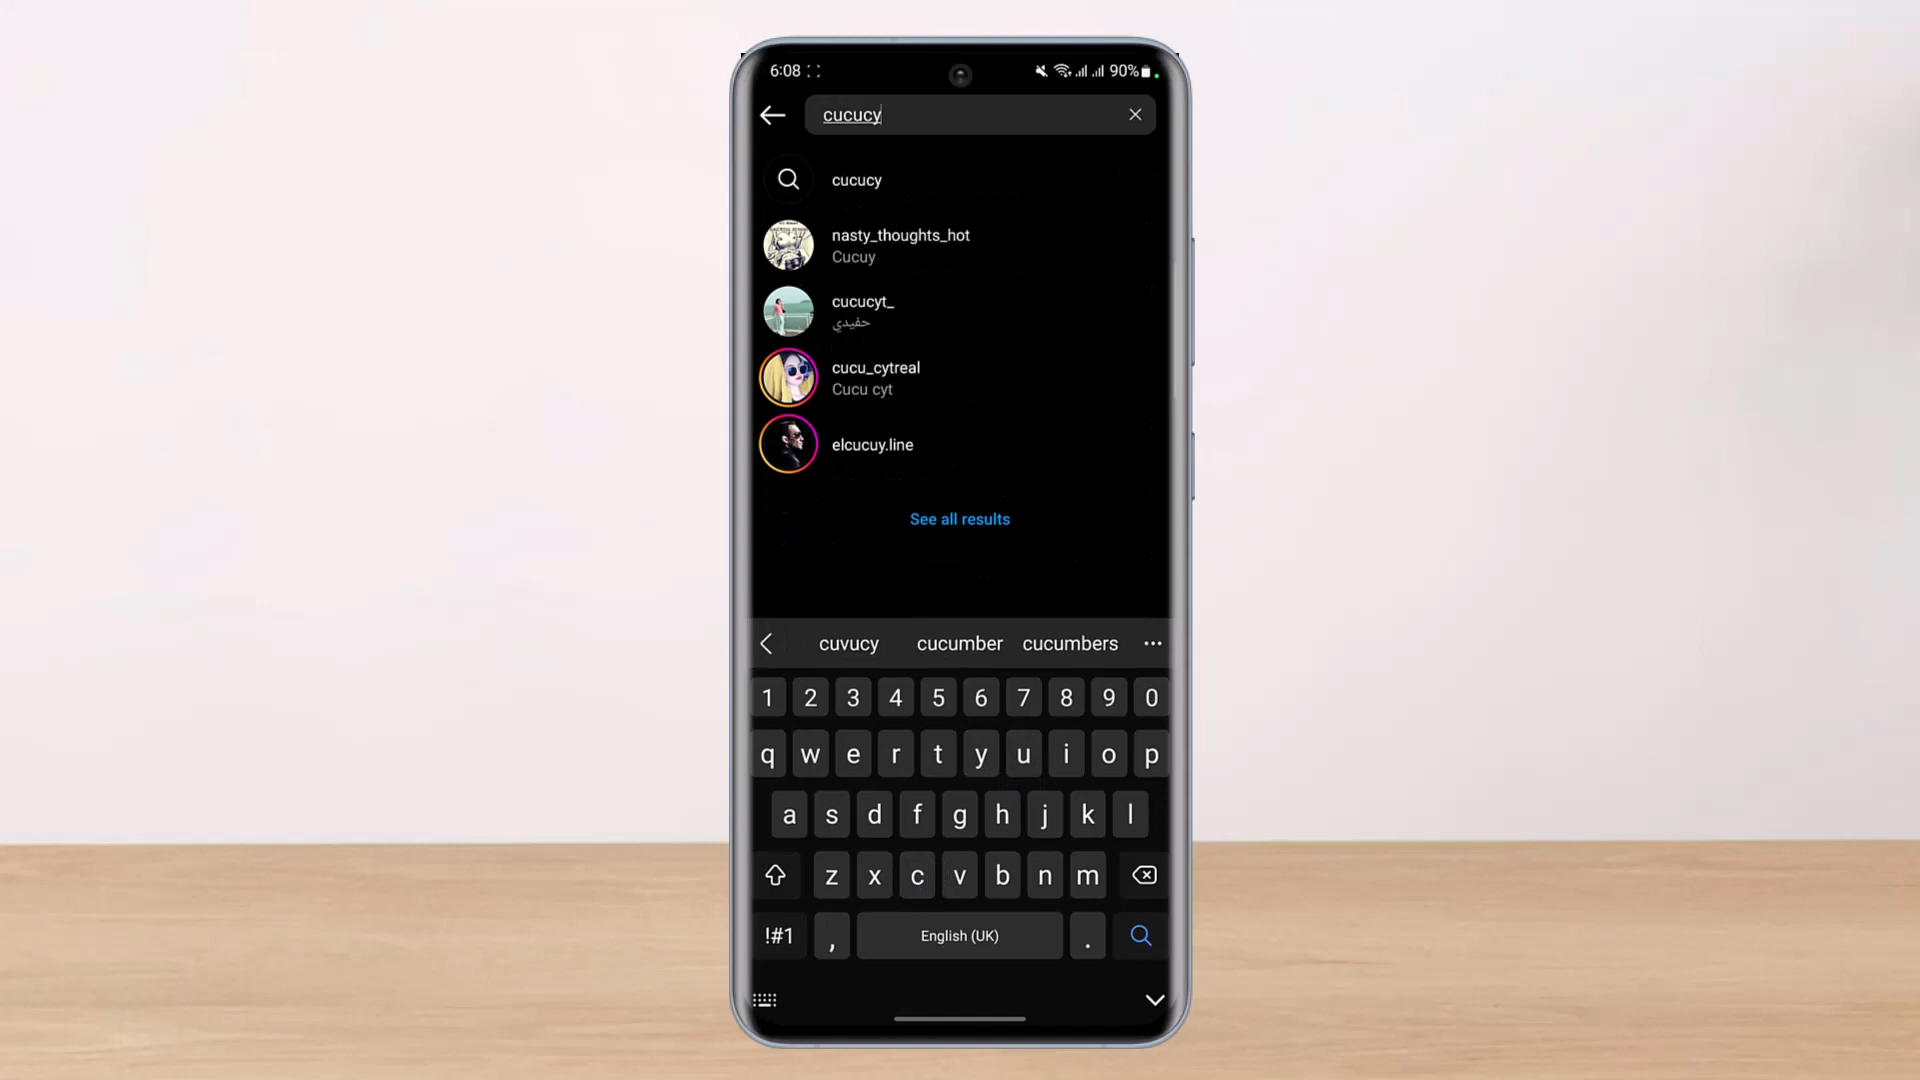 6:08
90%
cucucy
cucucy
nasty_thoughts_hot
Cucuy
cucucyt_
حفيدي
cucu_cytreal
Cucu cyt
elcucuy.line
See all results
cuvucy cucumber cucumbers
1 2 3 4 5 6 7 8 9 0
q w e r t y u i o p
a s d f g h j k l
z x c v b n m
!#1 , English (UK) .